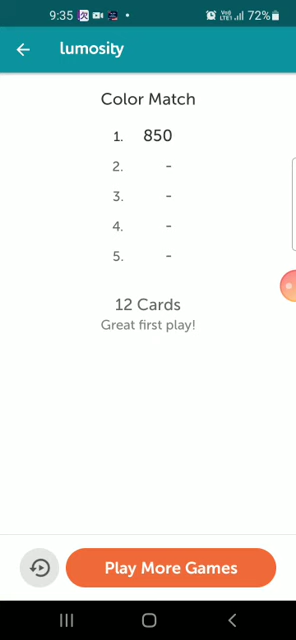 9:35 72%
lumosity
Color Match
1. 850
2. -
3. -
4. -
5. -
12 Cards
Great first play!
Play More Games